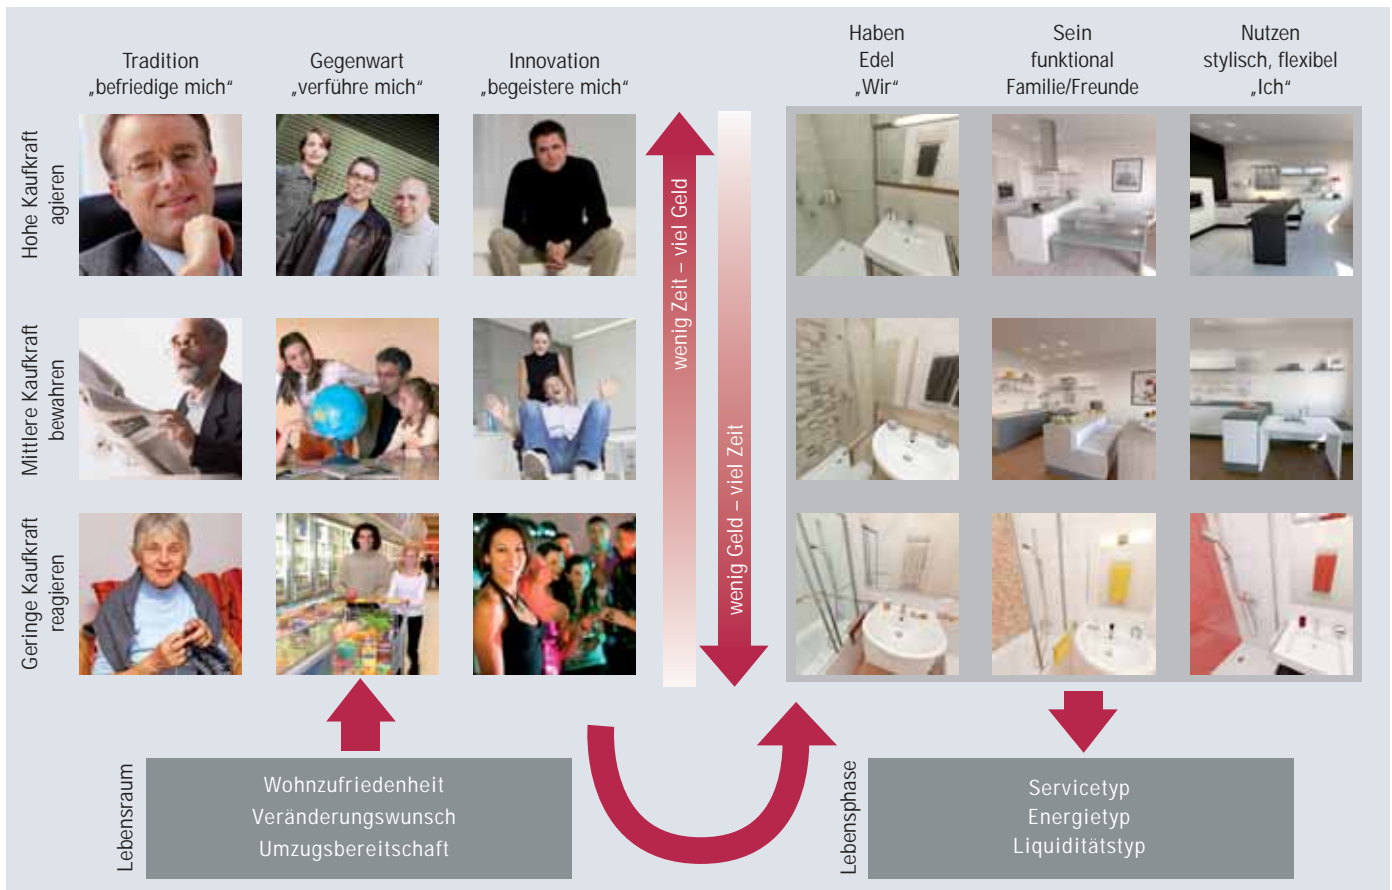 Tradition
„befriedige mich“
Gegenwart
„verführe mich“
Innovation
„begeistere mich“
Haben
Edel
„Wir“
Sein
funktional
Familie/Freunde
Nutzen
stylisch, flexibel
„Ich“
Hohe Kaufkraft
agieren
Mittlere Kaufkraft
bewahren
Geringe Kaufkraft
reagieren
wenig Zeit – viel Geld
wenig Geld – viel Zeit
Lebensraum
Wohnzufriedenheit
Veränderungswunsch
Umzugsbereitschaft
Lebensphase
Servicetyp
Energietyp
Liquiditätstyp